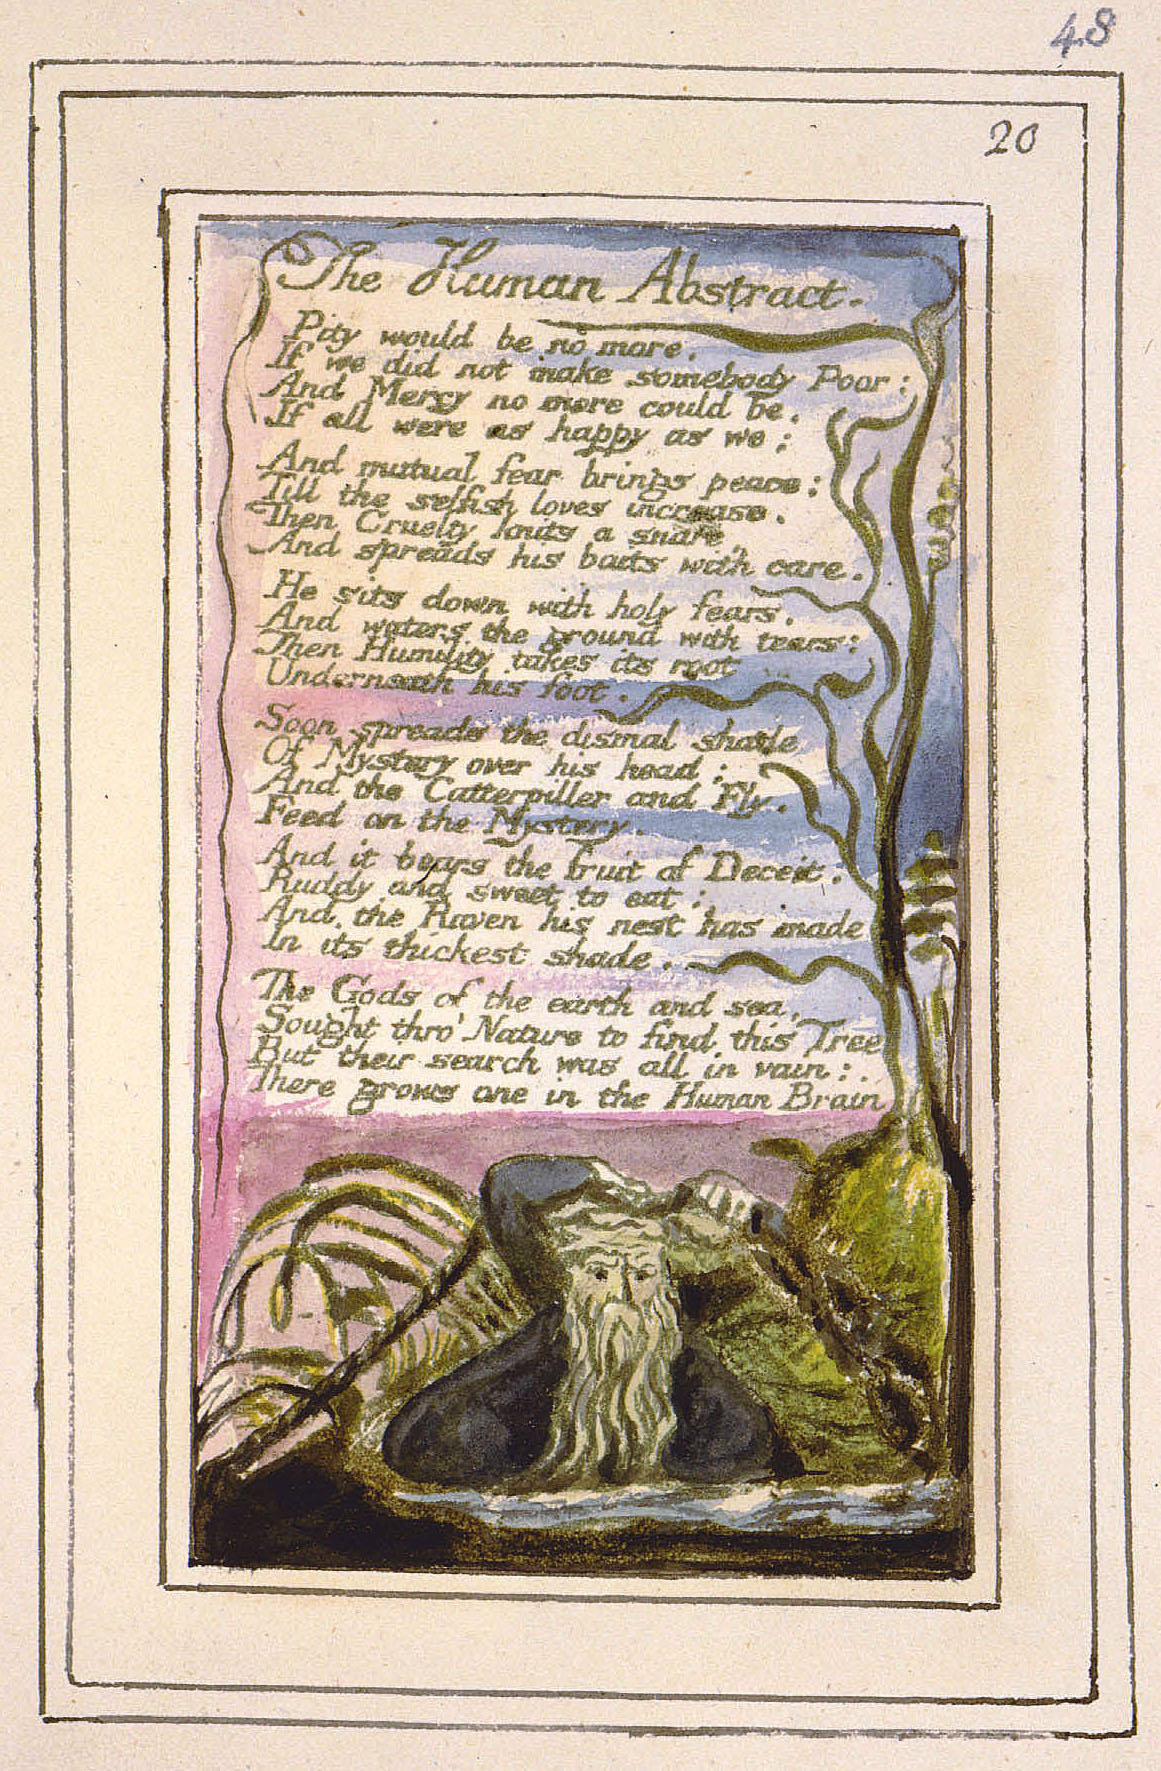 48
20
The Human Abstract.
Pity would be no more.
If we did not make somebody Poor:
And Mercy no more could be.
If all were as happy as we:
And mutual fear brings peace:
Till the selfish loves increase.
Then Cruelty knits a snare,
And spreads his baits with care.
He sits down with holy fears.
And waters the ground with tears:
Then Humility takes its root
Underneath his foot.
Soon spreads the dismal shade
Of Mystery over his head:
And the Catterpiller and Fly.
Feed on the Mystery.
And it bears the fruit of Deceit.
Ruddy and sweet to eat:
And the Raven his nest has made
In its thickest shade.
The Gods of the earth and sea,
Sought thro' Nature to find this Tree
But their search was all in vain:
There grows one in the Human Brain